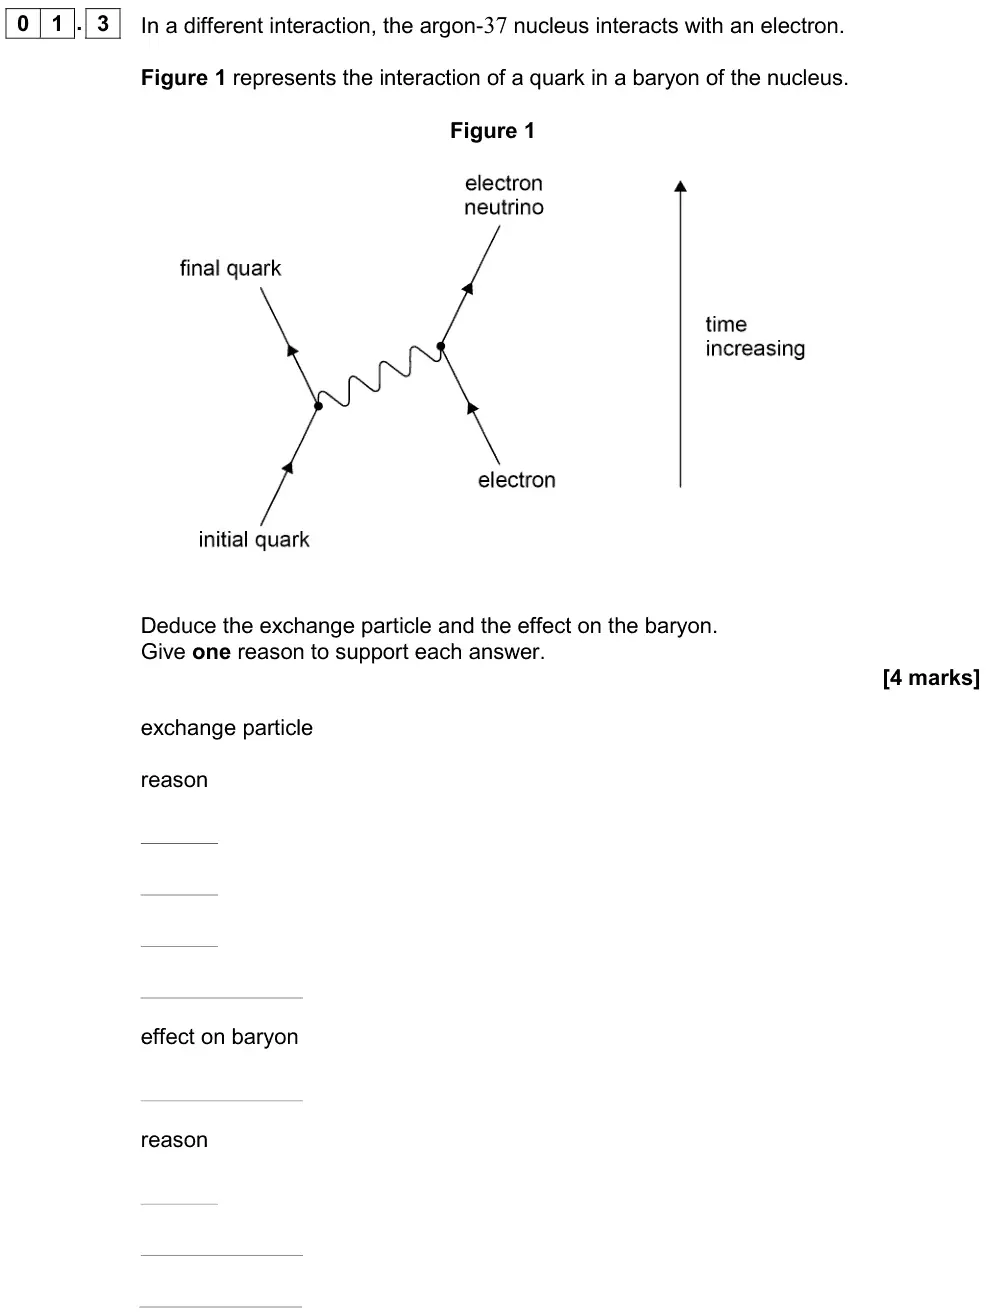 0 1 . 3 In a different interaction, the argon-37 nucleus interacts with an electron.
Figure 1 represents the interaction of a quark in a baryon of the nucleus.
Figure 1
electron
neutrino
final quark
time
increasing
electron
initial quark
Deduce the exchange particle and the effect on the baryon.
Give one reason to support each answer.
[4 marks]
exchange particle
reason
effect on baryon
reason